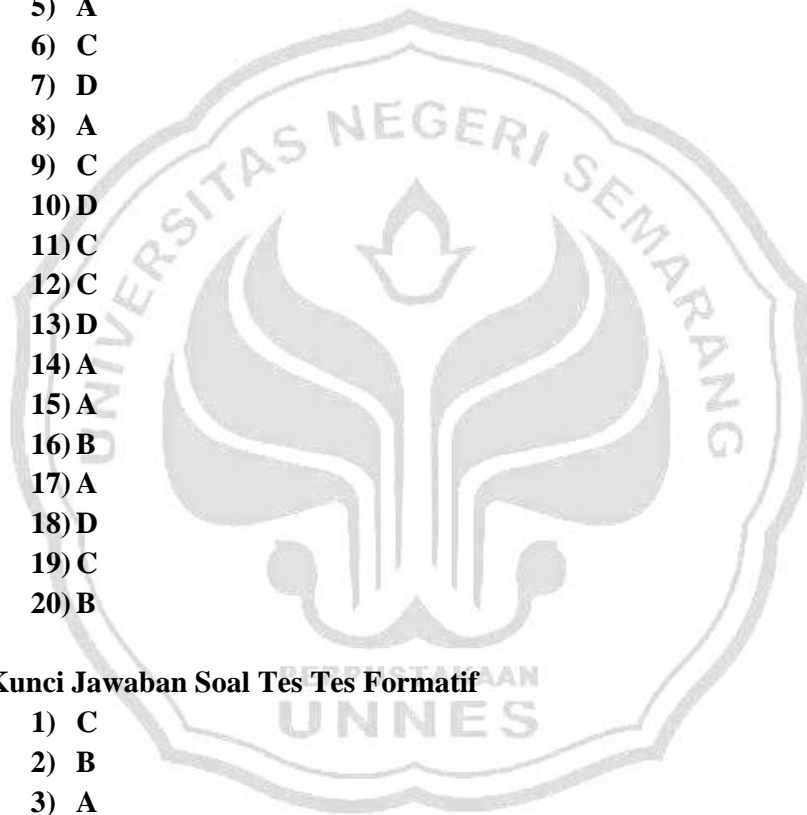 5) A
6) C
7) D
8) A
9) C
10) D
11) C
12) C
13) D
14) A
15) A
16) B
17) A
18) D
19) C
20) B
UNIVERSITAS NEGERI SEMARANG
Kunci Jawaban Soal Tes Tes Formatif
PERPUSTAKAAN
UNNES
1) C
2) B
3) A